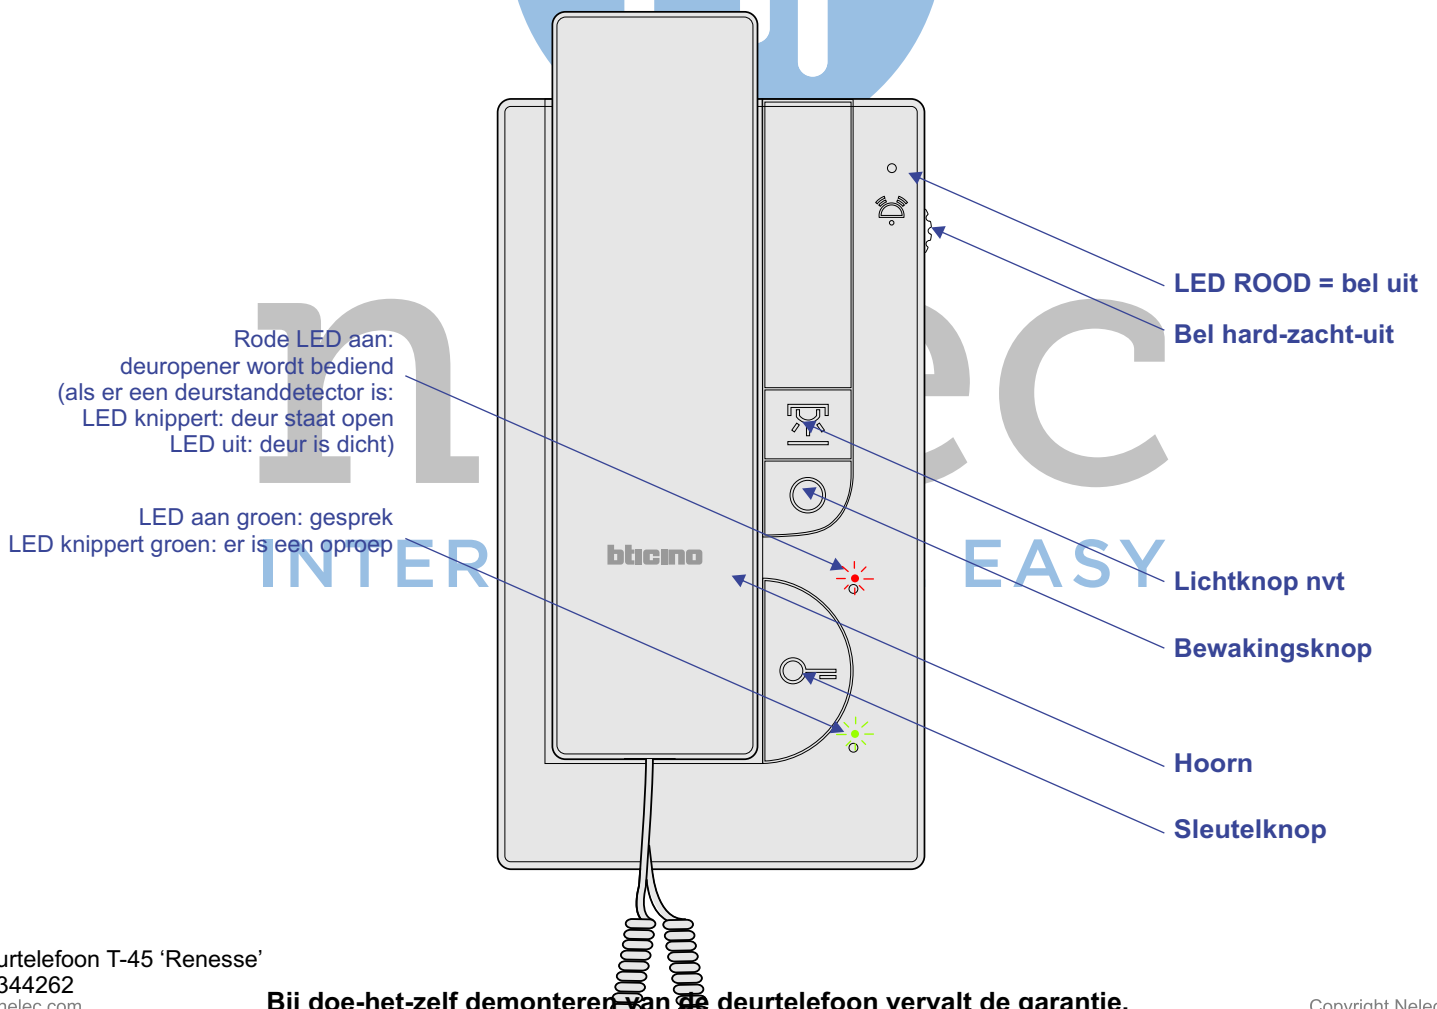 LED ROOD = bel uit
Bel hard-zacht-uit
Rode LED aan:
deuropener wordt bediend
(als er een deurstanddetector is:
LED knippert: deur staat open
LED uit: deur is dicht)
LED aan groen: gesprek
LED knippert groen: er is een oproep
INTER EASY
bticino
Lichtknop nvt
Bewakingsknop
Hoorn
Sleutelknop
urtelefoon T-45 ‘Renesse’
344262
nelec.com
Bij doe-het-zelf demonteren van de deurtelefoon vervalt de garantie.
Copyright Nelec